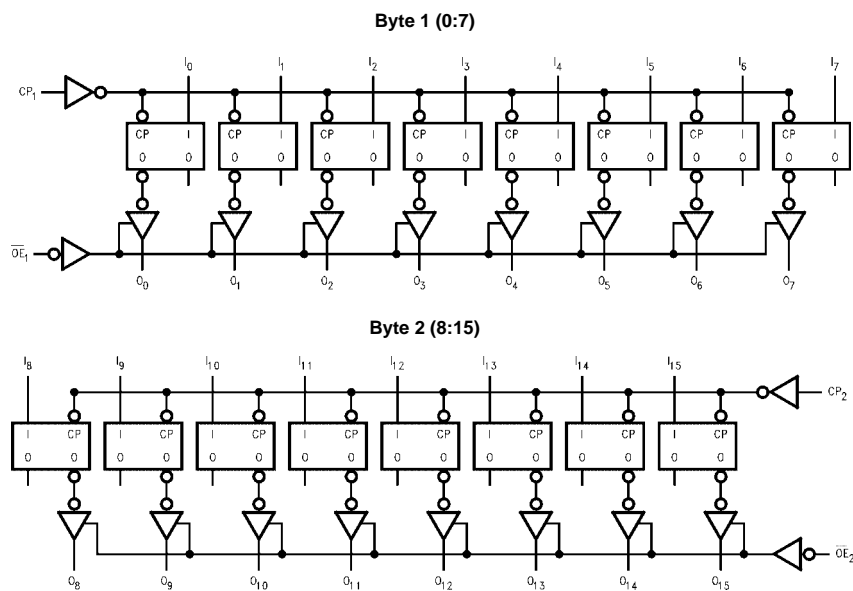 Byte 1 (0:7)
I0 I1 I2 I3 I4 I5 I6 I7
CP1
CP I CP I CP I CP I CP I CP I CP I CP I
O O O O O O O O O O O O O O O O
OE1
O0 O1 O2 O3 O4 O5 O6 O7
Byte 2 (8:15)
I8 I9 I10 I11 I12 I13 I14 I15
CP2
I CP I CP I CP I CP I CP I CP I CP I CP
O O O O O O O O O O O O O O O O
OE2
O8 O9 O10 O11 O12 O13 O14 O15